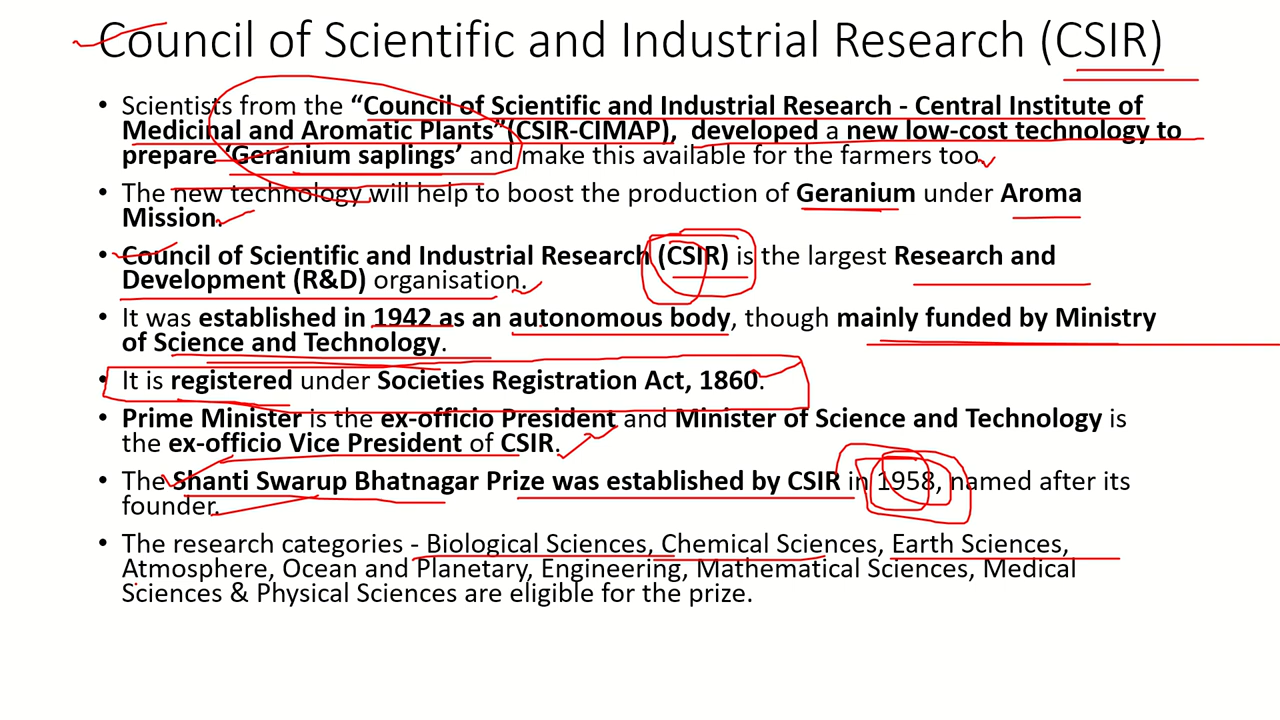 Council of Scientific and Industrial Research (CSIR)
• Scientists from the “Council of Scientific and Industrial Research - Central Institute of
Medicinal and Aromatic Plants”(CSIR-CIMAP), developed a new low-cost technology to
prepare ‘Geranium saplings’ and make this available for the farmers too.
• The new technology will help to boost the production of Geranium under Aroma
Mission.
• Council of Scientific and Industrial Research (CSIR) is the largest Research and
Development (R&D) organisation.
• It was established in 1942 as an autonomous body, though mainly funded by Ministry
of Science and Technology.
• It is registered under Societies Registration Act, 1860.
• Prime Minister is the ex-officio President and Minister of Science and Technology is
the ex-officio Vice President of CSIR.
• The Shanti Swarup Bhatnagar Prize was established by CSIR in 1958, named after its
founder.
• The research categories - Biological Sciences, Chemical Sciences, Earth Sciences,
Atmosphere, Ocean and Planetary, Engineering, Mathematical Sciences, Medical
Sciences & Physical Sciences are eligible for the prize.